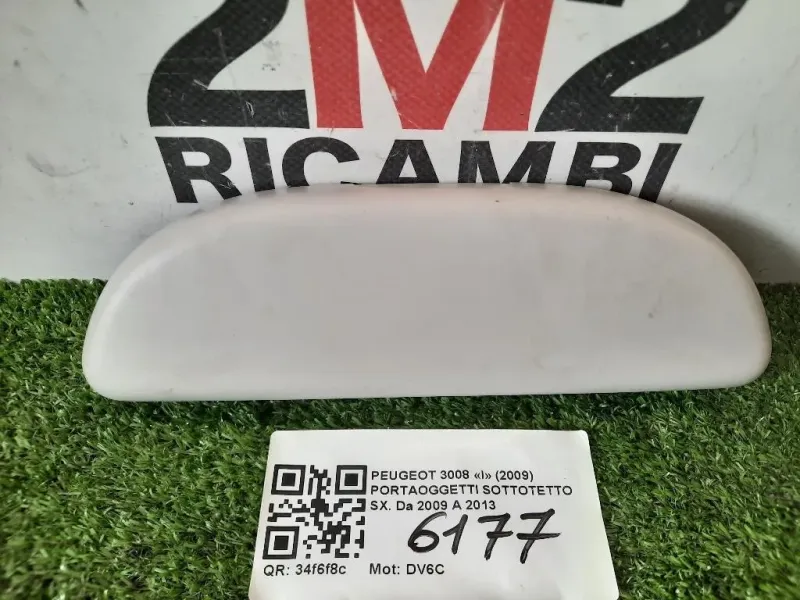 2M2
RICAMBI
PEUGEOT 3008 «I» (2009)
PORTAOGGETTI SOTTOTETTO
SX. Da 2009 A 2013
6177
QR: 34f6f8c Mot: DV6C